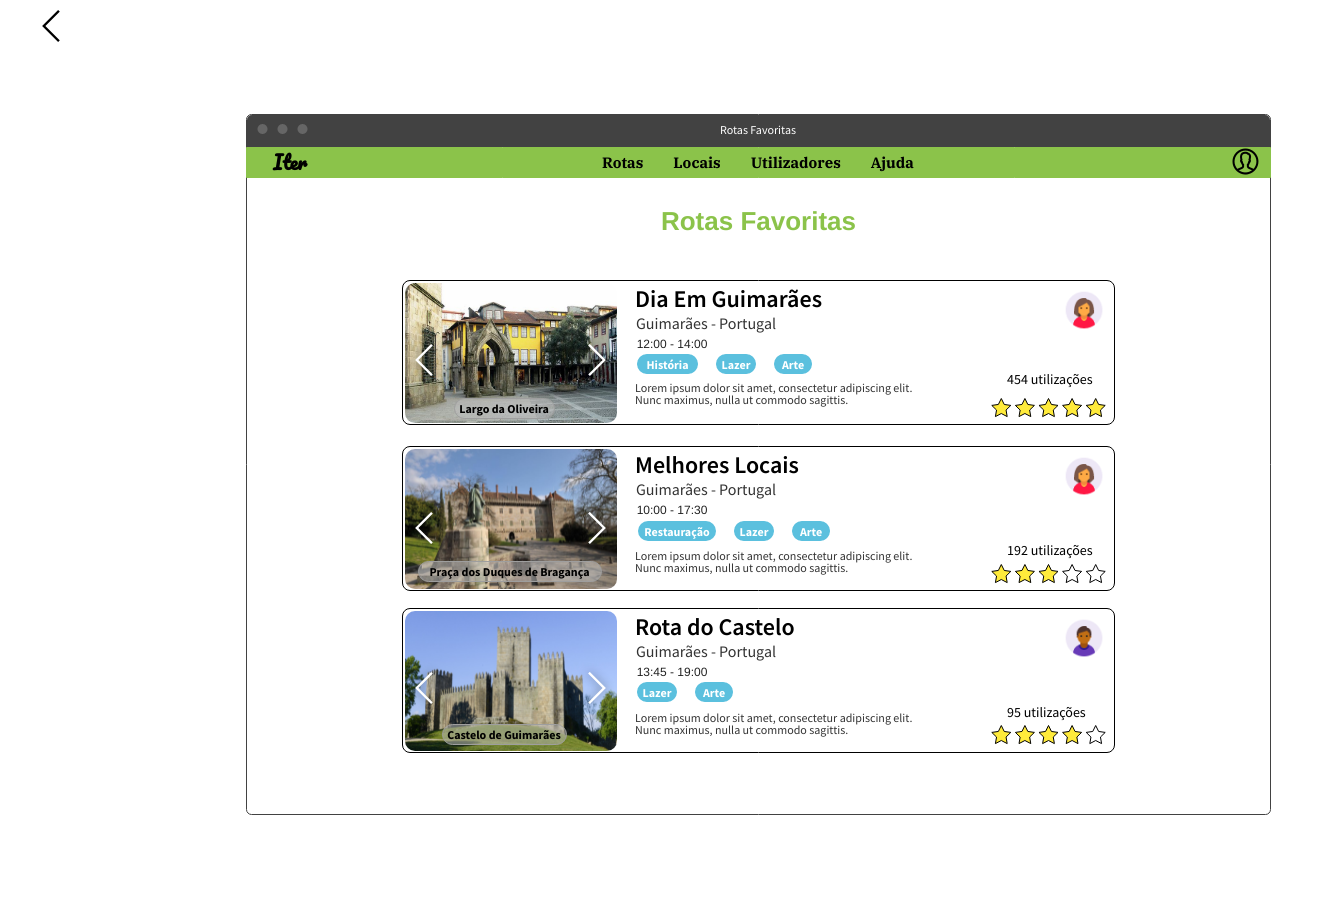 Rotas Favoritas
Iter
Rotas Locais Utilizadores Ajuda
Rotas Favoritas
Dia Em Guimarães
Guimarães - Portugal
12:00 - 14:00
História Lazer Arte
Lorem ipsum dolor sit amet, consectetur adipiscing elit.
Nunc maximus, nulla ut commodo sagittis.
454 utilizações
Largo da Oliveira
Melhores Locais
Guimarães - Portugal
10:00 - 17:30
Restauração Lazer Arte
Lorem ipsum dolor sit amet, consectetur adipiscing elit.
Nunc maximus, nulla ut commodo sagittis.
192 utilizações
Praça dos Duques de Bragança
Rota do Castelo
Guimarães - Portugal
13:45 - 19:00
Lazer Arte
Lorem ipsum dolor sit amet, consectetur adipiscing elit.
Nunc maximus, nulla ut commodo sagittis.
95 utilizações
Castelo de Guimarães